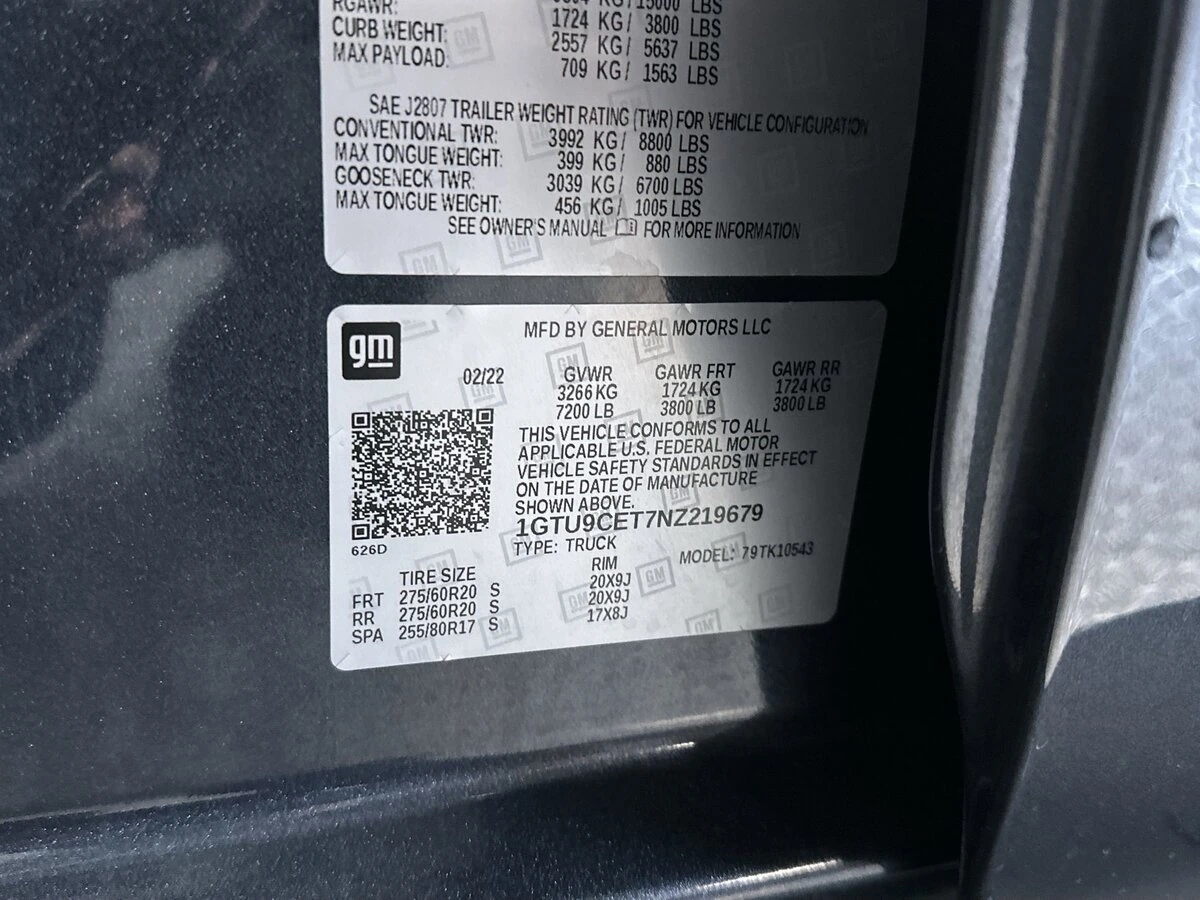 RGAWR:
CURB WEIGHT: 1724 KG/ 3800 LBS
MAX PAYLOAD: 2557 KG/ 5637 LBS
709 KG/ 1563 LBS
SAE J2807 TRAILER WEIGHT RATING (TWR) FOR VEHICLE CONFIGURATION
CONVENTIONAL TWR: 3992 KG/ 8800 LBS
MAX TONGUE WEIGHT: 399 KG/ 880 LBS
GOOSENECK TWR: 3039 KG/ 6700 LBS
MAX TONGUE WEIGHT: 456 KG/ 1005 LBS
SEE OWNER'S MANUAL FOR MORE INFORMATION
gm
MFD BY GENERAL MOTORS LLC
02/22 GVWR GAWR FRT GAWR RR
3266 KG 1724 KG 1724 KG
7200 LB 3800 LB 3800 LB
THIS VEHICLE CONFORMS TO ALL
APPLICABLE U.S. FEDERAL MOTOR
VEHICLE SAFETY STANDARDS IN EFFECT
ON THE DATE OF MANUFACTURE
SHOWN ABOVE.
1GTU9CET7NZ219679
626D
TYPE: TRUCK MODEL: 79TK10543
TIRE SIZE RIM
FRT 275/60R20 S 20X9J
RR 275/60R20 S 20X9J
SPA 255/80R17 S 17X8J